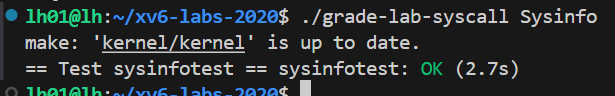 lh01@lh:~/xv6-labs-2020$ ./grade-lab-syscall Sysinfo
make: 'kernel/kernel' is up to date.
== Test sysinfotest == sysinfotest: OK (2.7s)
lh01@lh:~/xv6-labs-2020$